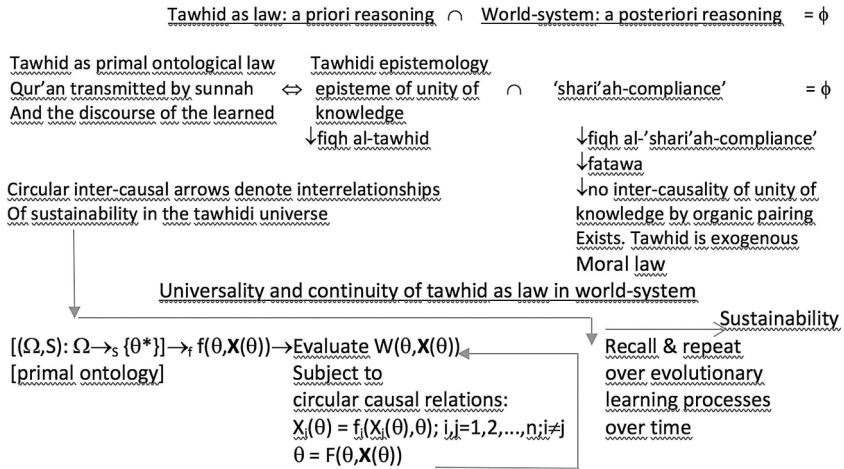 Tawhid as law: a priori reasoning ∩ World-system: a posteriori reasoning = ϕ
Tawhid as primal ontological law Tawhidi epistemology
Qur'an transmitted by sunnah ⇔ episteme of unity of ∩ 'shari'ah-compliance' = ϕ
And the discourse of the learned knowledge
↓fiqh al-tawhid ↓fiqh al-'shari'ah-compliance'
↓fatawa
Circular inter-causal arrows denote interrelationships ↓no inter-causality of unity of
Of sustainability in the tawhidi universe knowledge by organic pairing
Exists. Tawhid is exogenous
Moral law
Universality and continuity of tawhid as law in world-system
Sustainability
[(Ω,S): Ω→s {θ*}]→f f(θ,X(θ))→Evaluate W(θ,X(θ)) Recall & repeat
[primal ontology] Subject to over evolutionary
circular causal relations: learning processes
Xi(θ) = fi(Xj(θ),θ); i,j=1,2,...,n;i≠j over time
θ = F(θ,X(θ))